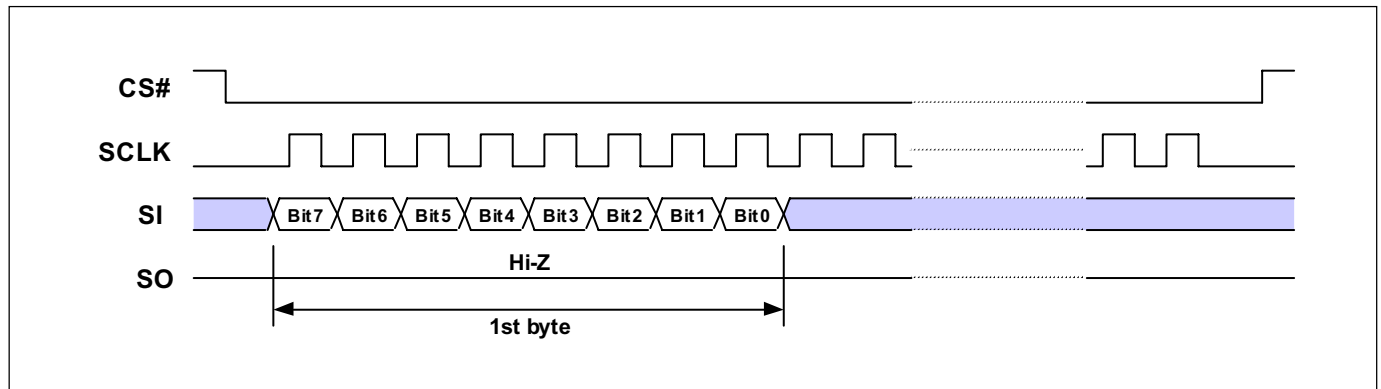 CS#
SCLK
SI Bit7 Bit6 Bit5 Bit4 Bit3 Bit2 Bit1 Bit0
Hi-Z
SO
1st byte